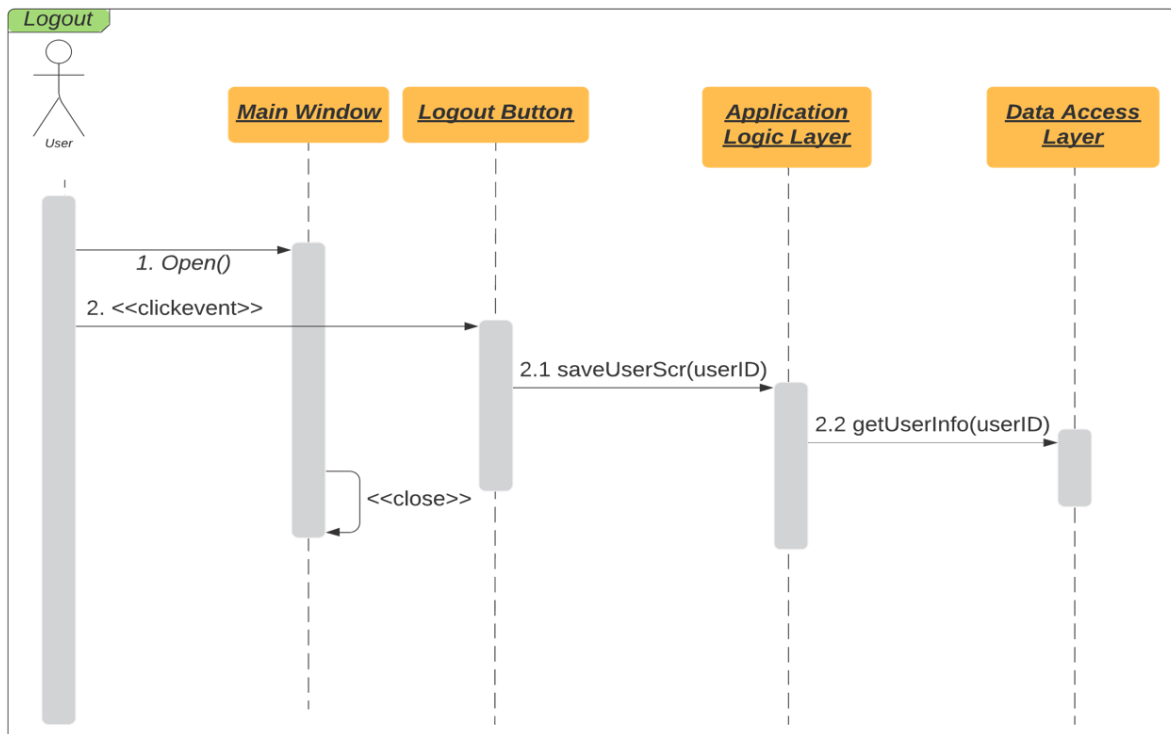 Logout
User
Main Window
Logout Button
Application
Logic Layer
Data Access
Layer
1. Open()
2. <<clickevent>>
2.1 saveUserScr(userID)
2.2 getUserInfo(userID)
<<close>>